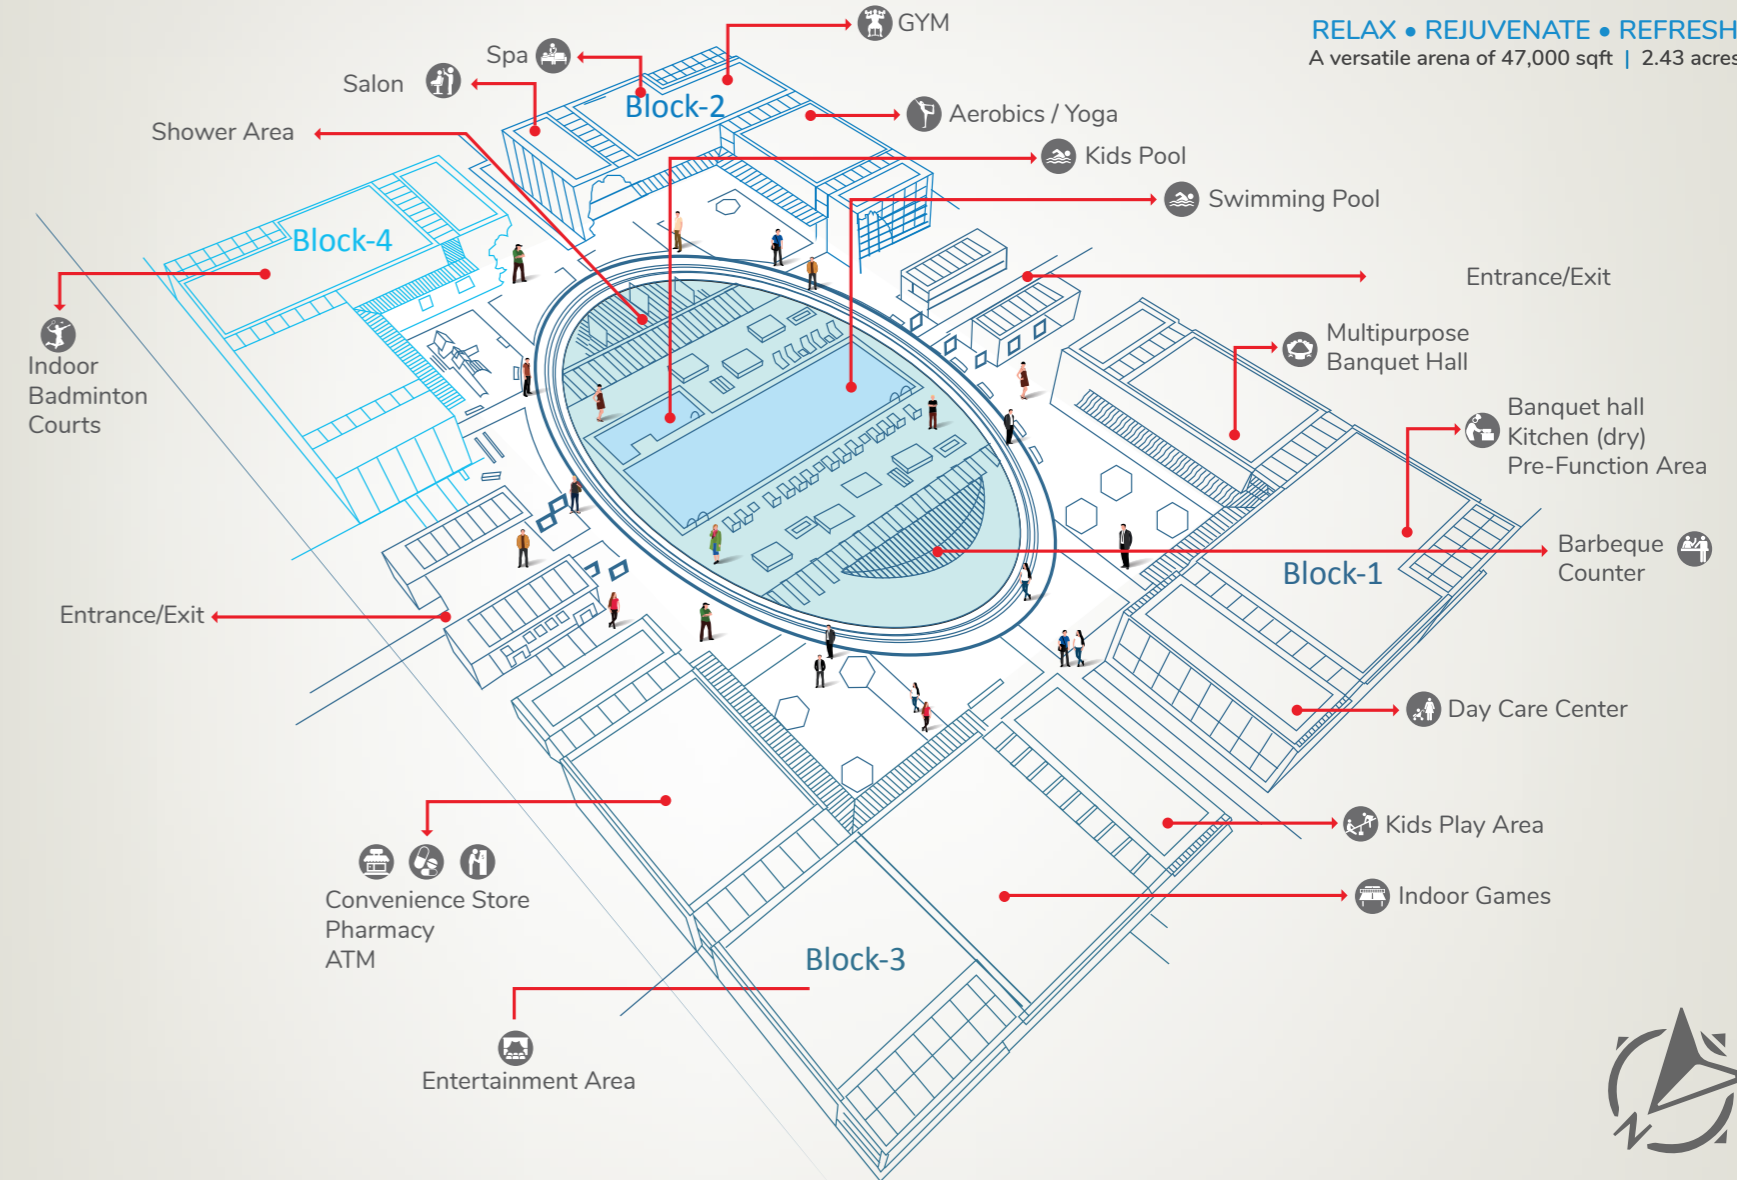 GYM
RELAX • REJUVENATE • REFRESH
A versatile arena of 47,000 sqft | 2.43 acres
Spa
Salon
Block-2
Aerobics / Yoga
Shower Area
Kids Pool
Swimming Pool
Block-4
Entrance/Exit
Multipurpose
Banquet Hall
Indoor
Badminton
Courts
Banquet hall
Kitchen (dry)
Pre-Function Area
Barbeque
Counter
Block-1
Entrance/Exit
Day Care Center
Kids Play Area
Convenience Store
Pharmacy
ATM
Indoor Games
Block-3
Entertainment Area
N